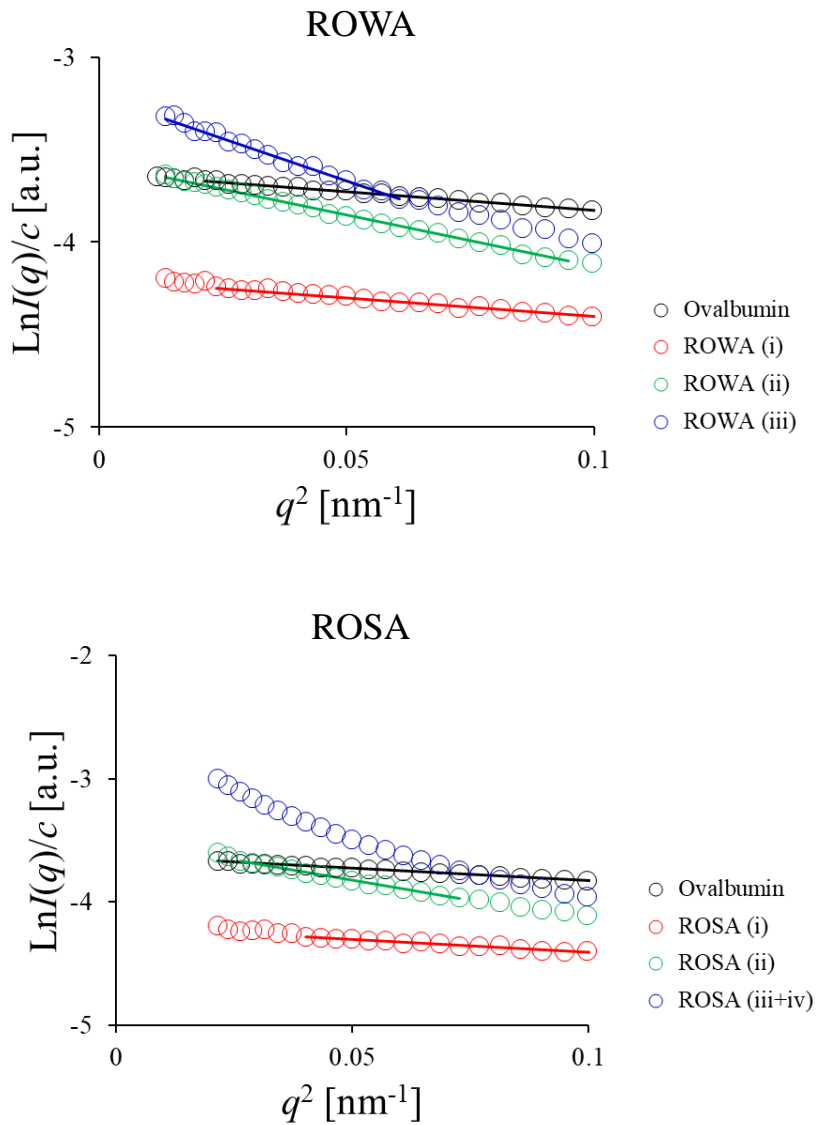 ROWA
-3
-4
-5
LnI(q)/c [a.u.]
0
0.05
0.1
q² [nm⁻¹]
Ovalbumin
ROWA (i)
ROWA (ii)
ROWA (iii)
ROSA
-2
-3
-4
-5
LnI(q)/c [a.u.]
0
0.05
0.1
q² [nm⁻¹]
Ovalbumin
ROSA (i)
ROSA (ii)
ROSA (iii+iv)